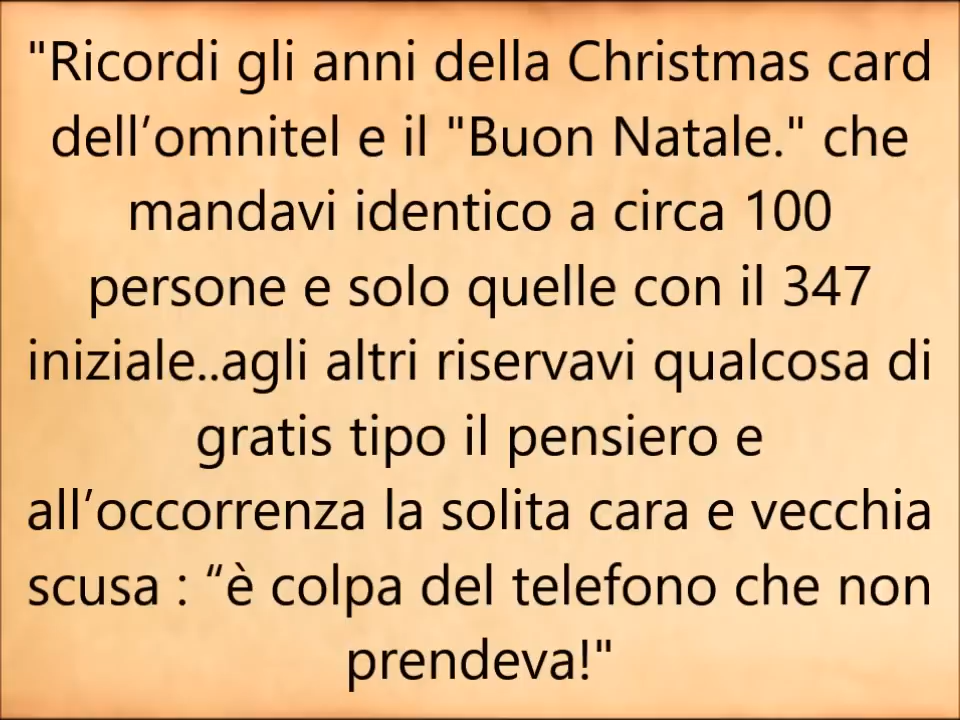 "Ricordi gli anni della Christmas card
dell’omnitel e il "Buon Natale." che
mandavi identico a circa 100
persone e solo quelle con il 347
iniziale..agli altri riservavi qualcosa di
gratis tipo il pensiero e
all’occorrenza la solita cara e vecchia
scusa : “è colpa del telefono che non
prendeva!"